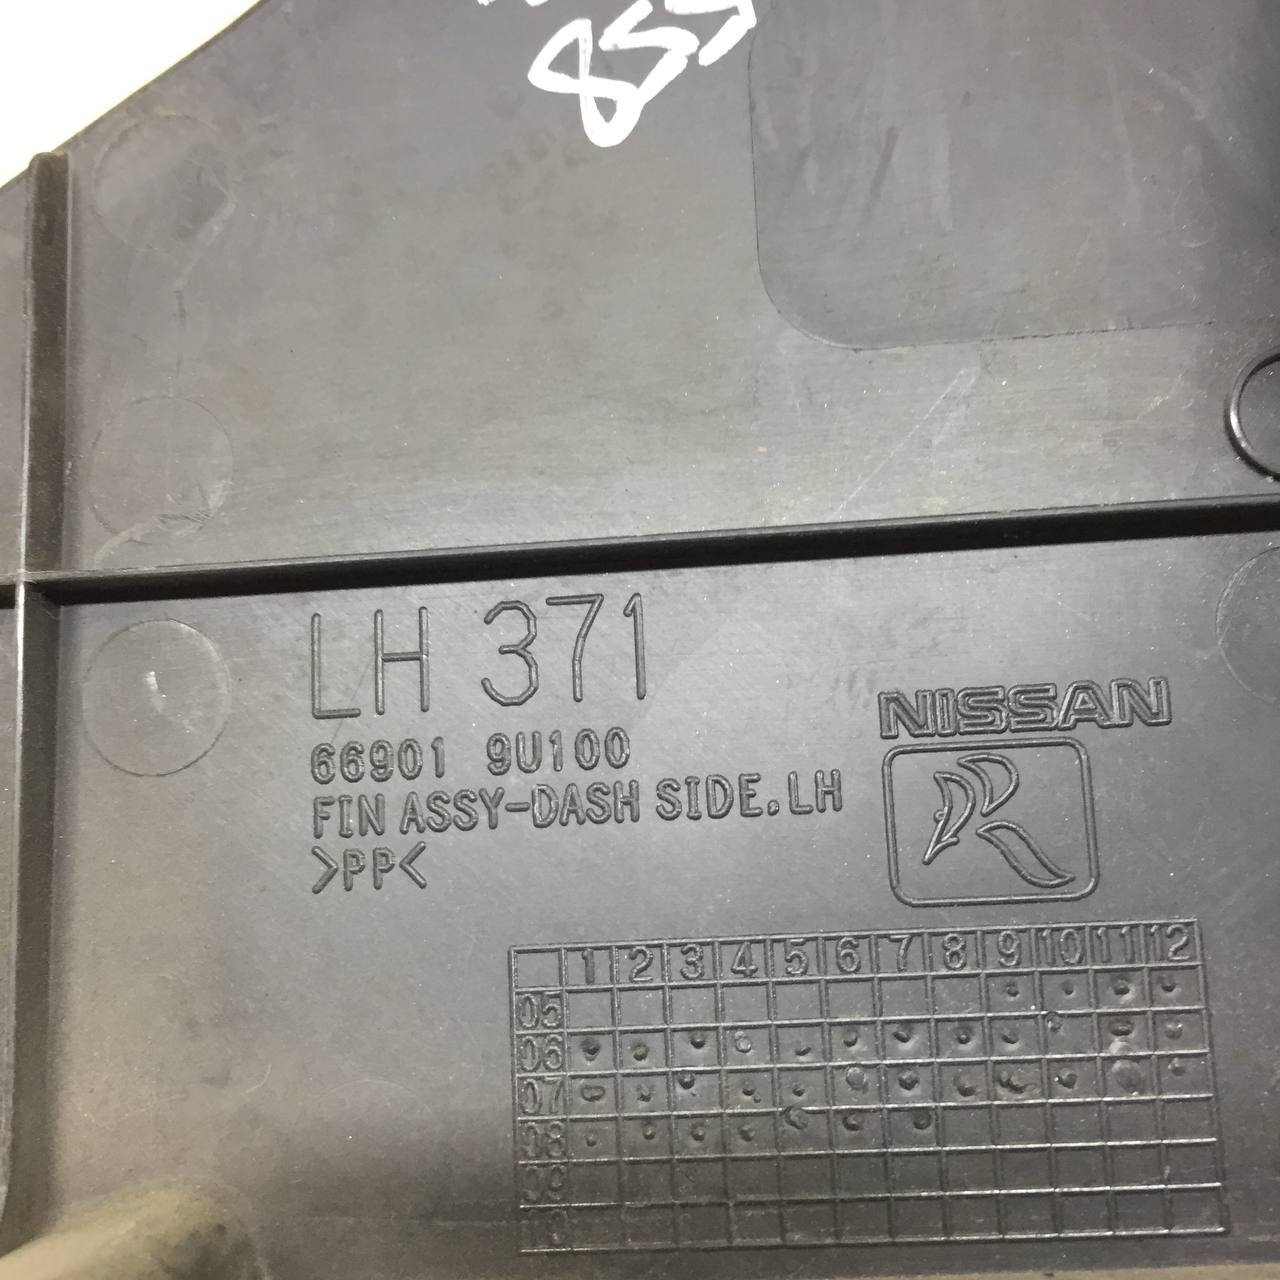 855
LH 371
66901 9U100
FIN ASSY-DASH SIDE.LH
>PP<
NISSAN
R
1 2 3 4 5 6 7 8 9 10 11 12
05
06
07
08
09